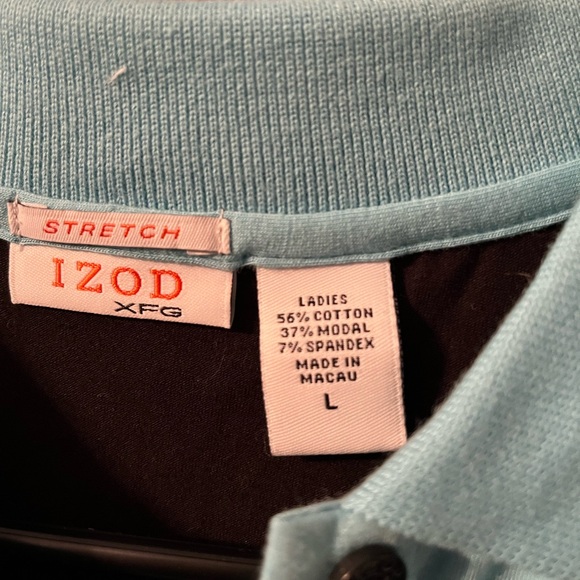 STRETCH
IZOD
XFG
LADIES
56% COTTON
37% MODAL
7% SPANDEX
MADE IN
MACAU
L